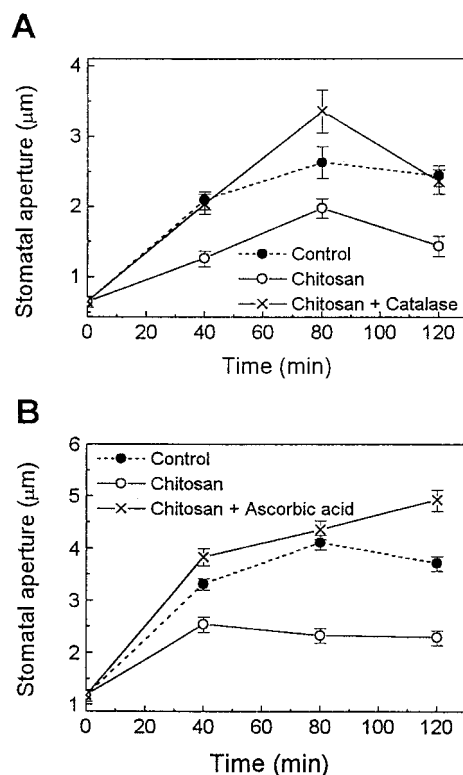 A
Stomatal aperture (μm)
4
3
2
1
Control
Chitosan
Chitosan + Catalase
0 20 40 60 80 100 120
Time (min)
B
Stomatal aperture (μm)
6
5
4
3
2
1
Control
Chitosan
Chitosan + Ascorbic acid
0 20 40 60 80 100 120
Time (min)